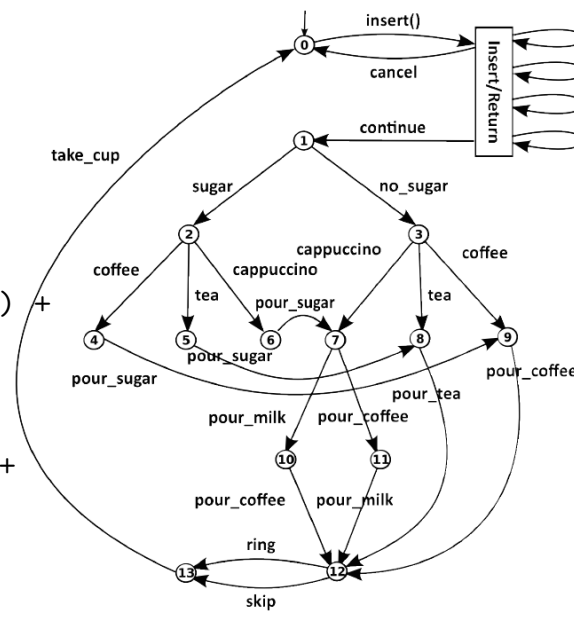 insert()
0
cancel
Insert/Return
continue
1
take_cup
sugar
no_sugar
2
3
cappuccino
coffee
coffee
cappuccino
tea
tea
pour_sugar
) +
4
5
6
7
8
9
pour_sugar
pour_sugar
pour_coffee
pour_tea
pour_milk
pour_coffee
+
10
11
pour_coffee
pour_milk
ring
13
12
skip